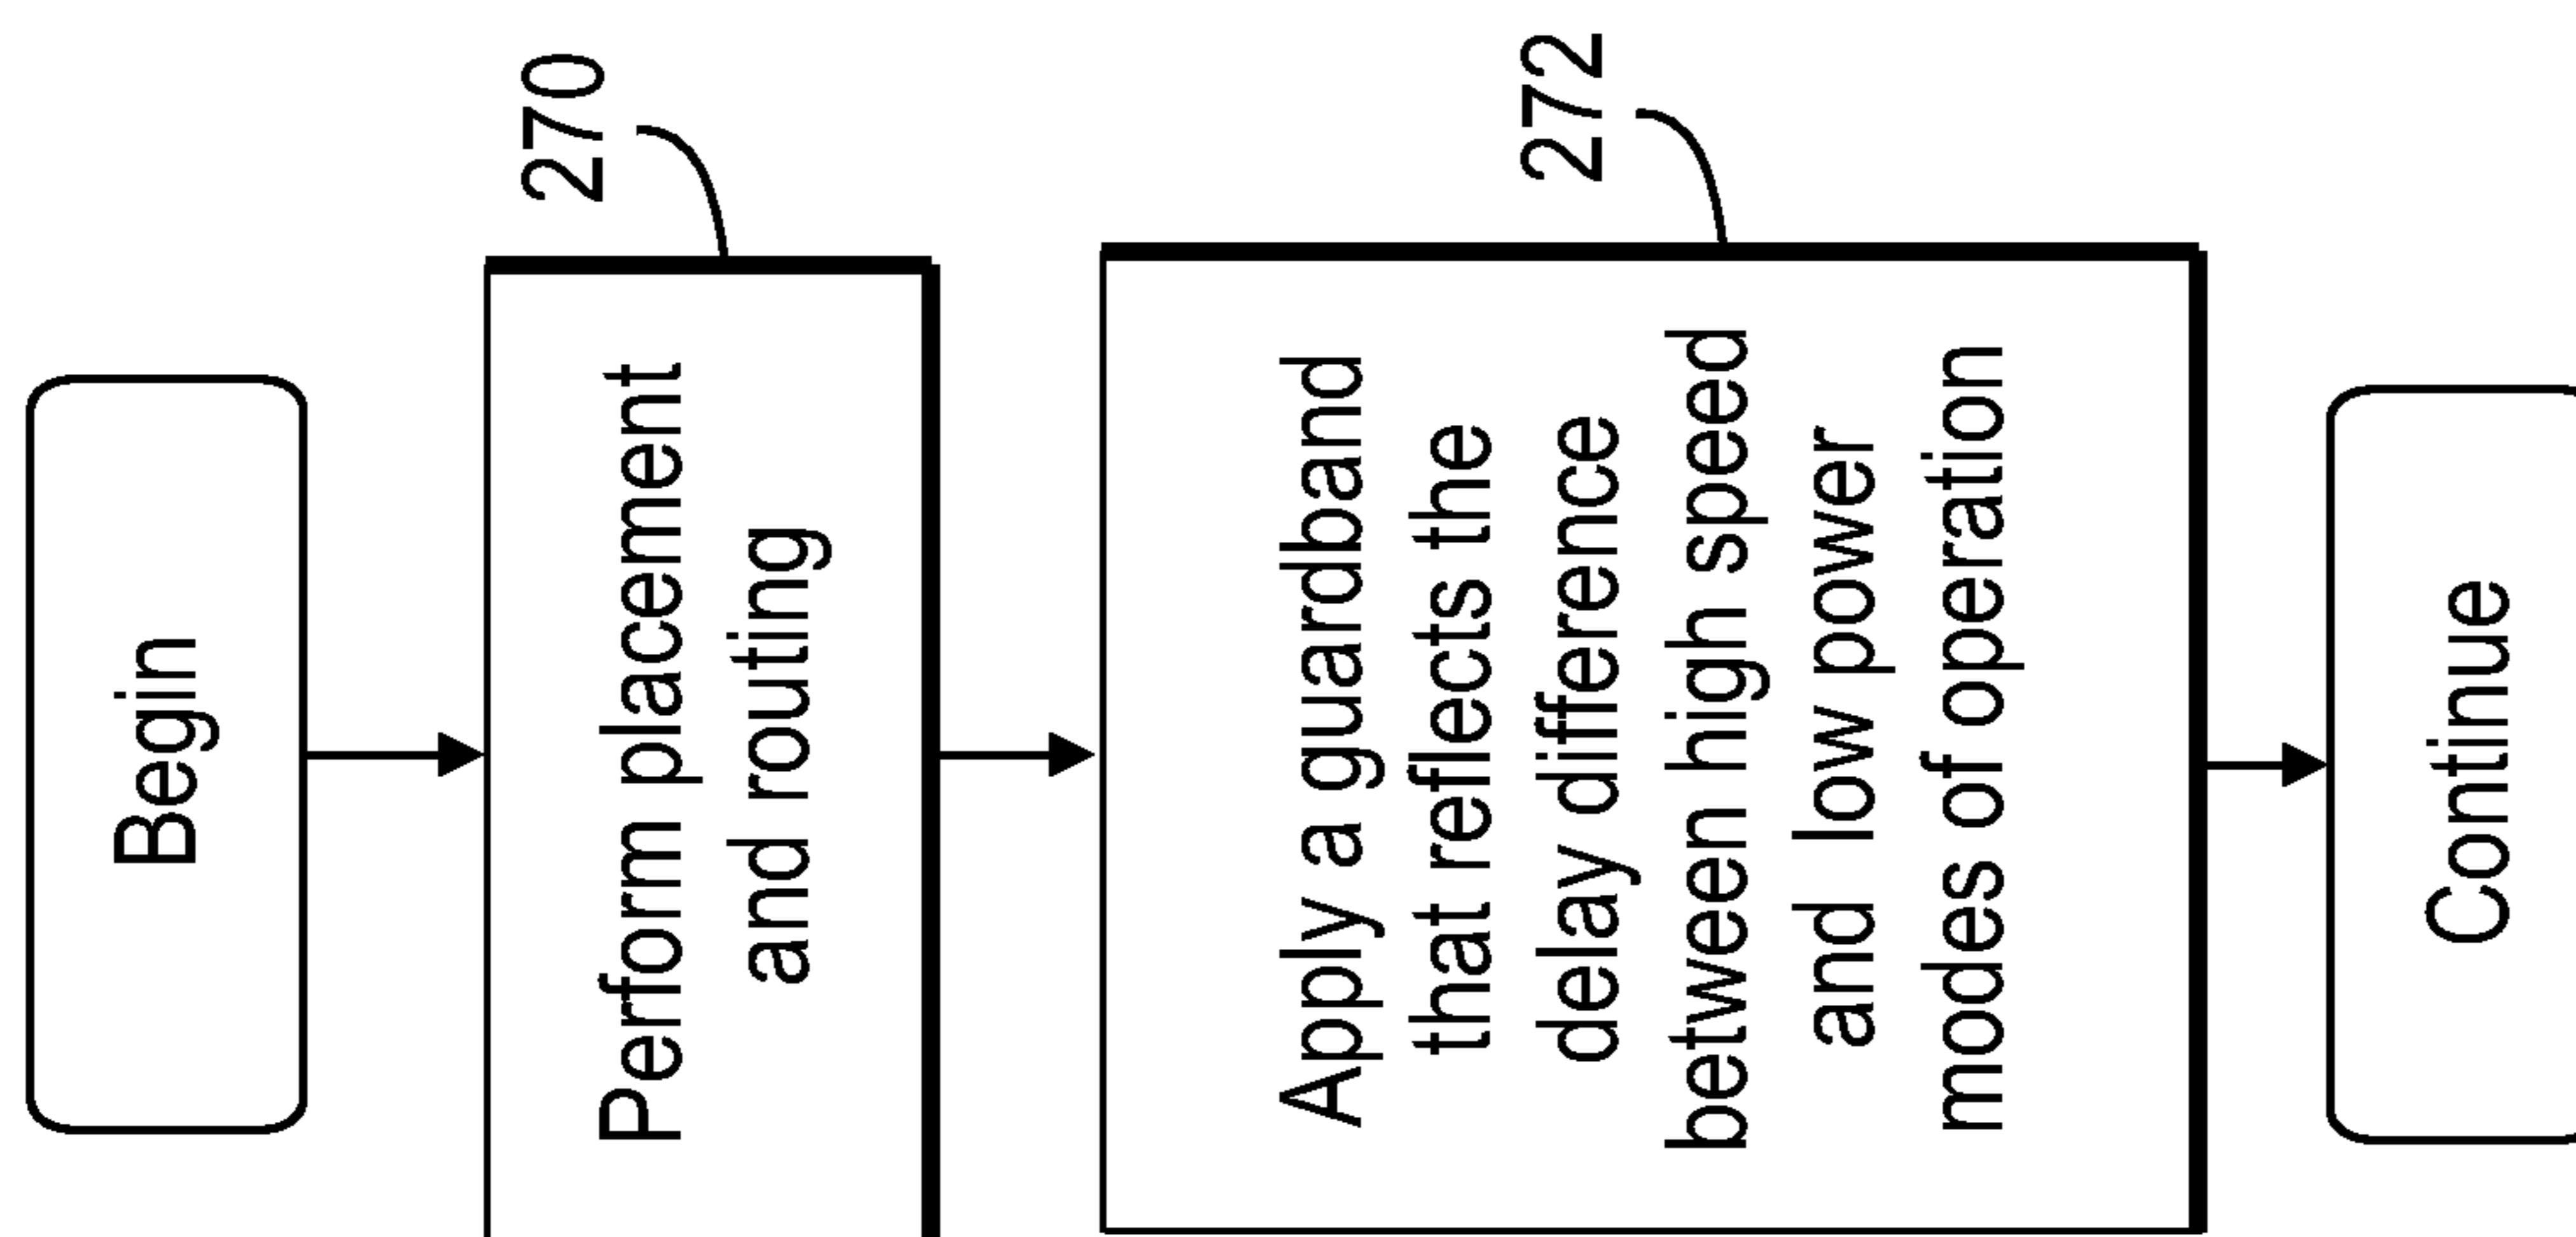 Begin
270
Perform placement
and routing
272
Apply a guardband
that reflects the
delay difference
between high speed
and low power
modes of operation
Continue